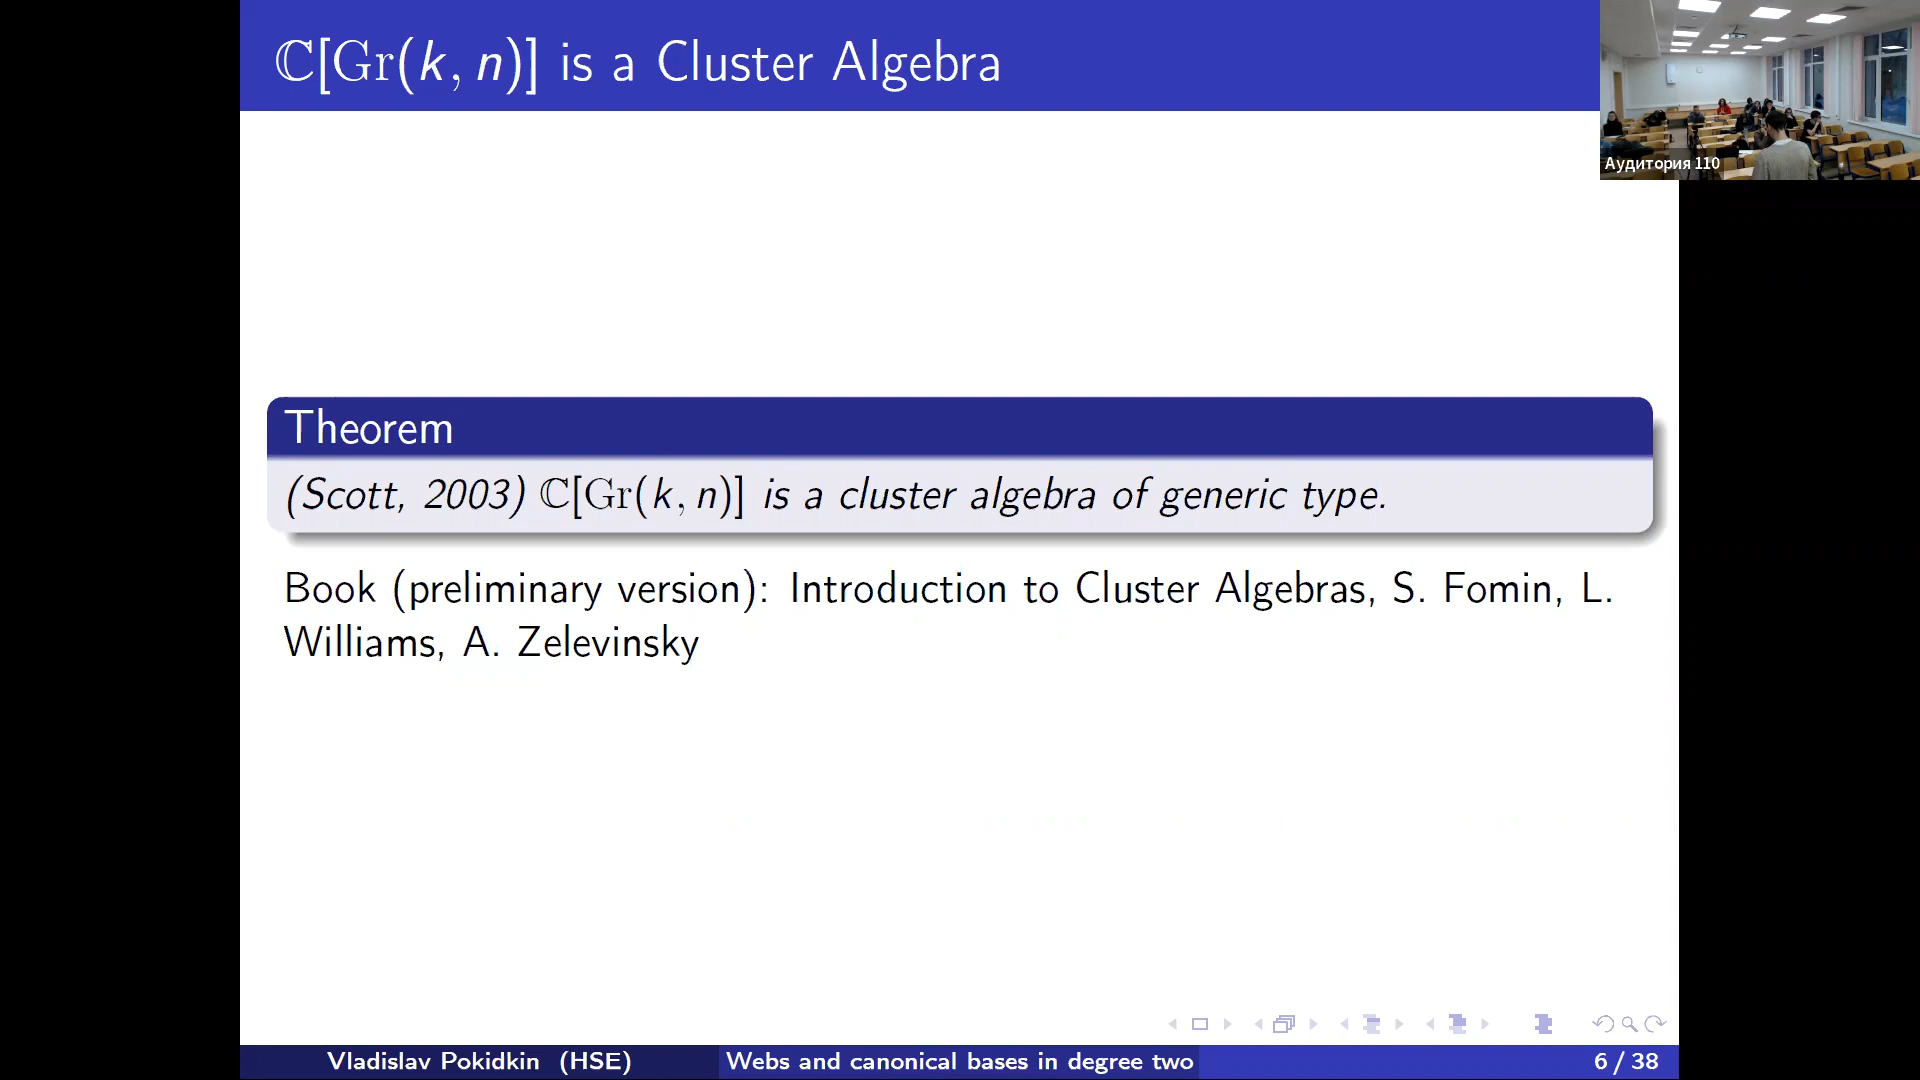 ℂ[Gr(k, n)] is a Cluster Algebra
Аудитория 110
Theorem
(Scott, 2003) ℂ[Gr(k, n)] is a cluster algebra of generic type.
Book (preliminary version): Introduction to Cluster Algebras, S. Fomin, L.
Williams, A. Zelevinsky
Vladislav Pokidkin (HSE)
Webs and canonical bases in degree two
6 / 38